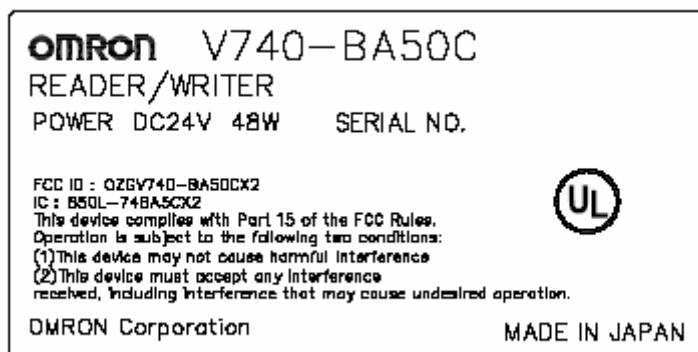 OMRON V740-BA50C
READER/WRITER
POWER DC24V 48W SERIAL NO.
FCC ID : OZGV740-BA50CX2
IC : 850L-748A5CX2
This device complies with Part 15 of the FCC Rules.
Operation is subject to the following two conditions:
(1)This device may not cause harmful interference
(2)This device must accept any interference
received, including interference that may cause undesired operation.
UL
OMRON Corporation MADE IN JAPAN